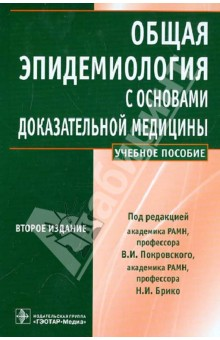 ОБЩАЯ
ЭПИДЕМИОЛОГИЯ
С ОСНОВАМИ
ДОКАЗАТЕЛЬНОЙ МЕДИЦИНЫ
УЧЕБНОЕ ПОСОБИЕ
ВТОРОЕ ИЗДАНИЕ
Под редакцией
академика РАМН,
профессора
В.И. Покровского,
академика РАМН,
профессора
Н.И. Брико
ИЗДАТЕЛЬСКАЯ ГРУППА
«ГЭОТАР-Медиа»